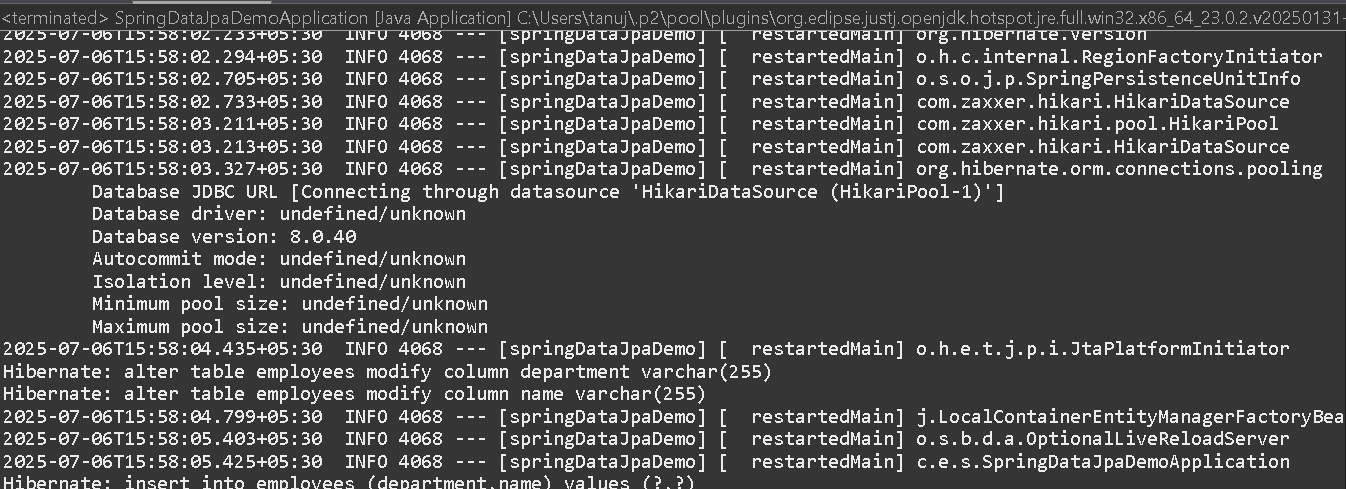 <terminated> SpringDataJpaDemoApplication [Java Application] C:\Users\tanuj\.p2\pool\plugins\org.eclipse.justj.openjdk.hotspot.jre.full.win32.x86_64_23.0.2.v20250131-
2025-07-06T15:58:02.233+05:30  INFO 4068 --- [springDataJpaDemo] [  restartedMain] org.hibernate.Version
2025-07-06T15:58:02.294+05:30  INFO 4068 --- [springDataJpaDemo] [  restartedMain] o.h.c.internal.RegionFactoryInitiator
2025-07-06T15:58:02.705+05:30  INFO 4068 --- [springDataJpaDemo] [  restartedMain] o.s.o.j.p.SpringPersistenceUnitInfo
2025-07-06T15:58:02.733+05:30  INFO 4068 --- [springDataJpaDemo] [  restartedMain] com.zaxxer.hikari.HikariDataSource
2025-07-06T15:58:03.211+05:30  INFO 4068 --- [springDataJpaDemo] [  restartedMain] com.zaxxer.hikari.pool.HikariPool
2025-07-06T15:58:03.213+05:30  INFO 4068 --- [springDataJpaDemo] [  restartedMain] com.zaxxer.hikari.HikariDataSource
2025-07-06T15:58:03.327+05:30  INFO 4068 --- [springDataJpaDemo] [  restartedMain] org.hibernate.orm.connections.pooling
Database JDBC URL [Connecting through datasource 'HikariDataSource (HikariPool-1)']
Database driver: undefined/unknown
Database version: 8.0.40
Autocommit mode: undefined/unknown
Isolation level: undefined/unknown
Minimum pool size: undefined/unknown
Maximum pool size: undefined/unknown
2025-07-06T15:58:04.435+05:30  INFO 4068 --- [springDataJpaDemo] [  restartedMain] o.h.e.t.j.p.i.JtaPlatformInitiator
Hibernate: alter table employees modify column department varchar(255)
Hibernate: alter table employees modify column name varchar(255)
2025-07-06T15:58:04.799+05:30  INFO 4068 --- [springDataJpaDemo] [  restartedMain] j.LocalContainerEntityManagerFactoryBea
2025-07-06T15:58:05.403+05:30  INFO 4068 --- [springDataJpaDemo] [  restartedMain] o.s.b.d.a.OptionalLiveReloadServer
2025-07-06T15:58:05.425+05:30  INFO 4068 --- [springDataJpaDemo] [  restartedMain] c.e.s.SpringDataJpaDemoApplication
Hibernate: insert into employees (department,name) values (?,?)